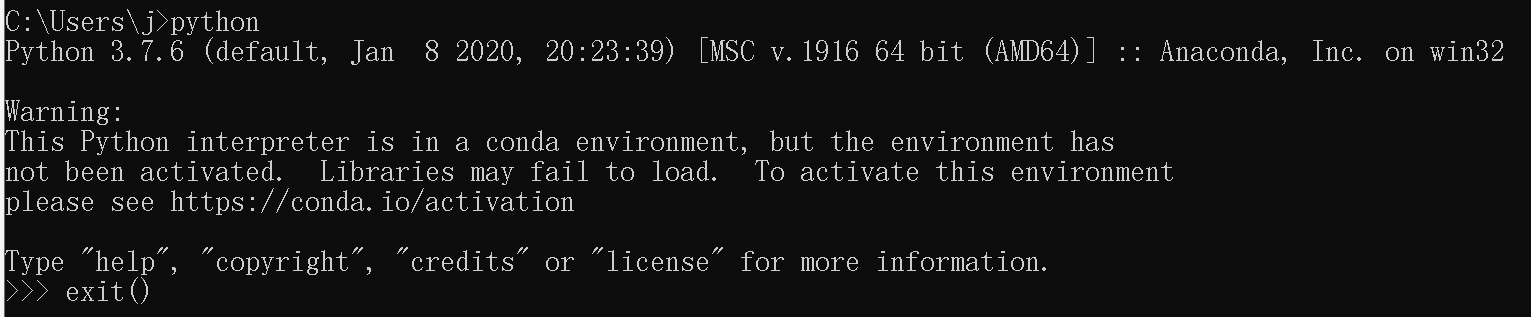 C:\Users\j>python
Python 3.7.6 (default, Jan  8 2020, 20:23:39) [MSC v.1916 64 bit (AMD64)] :: Anaconda, Inc. on win32
Warning:
This Python interpreter is in a conda environment, but the environment has
not been activated.  Libraries may fail to load.  To activate this environment
please see https://conda.io/activation
Type "help", "copyright", "credits" or "license" for more information.
>>> exit()